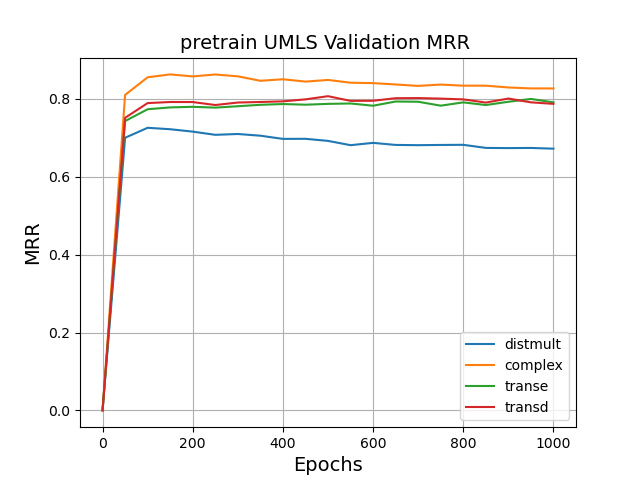 pretrain UMLS Validation MRR
MRR
0.8
0.6
0.4
0.2
0.0
distmult
complex
transe
transd
0 200 400 600 800 1000
Epochs